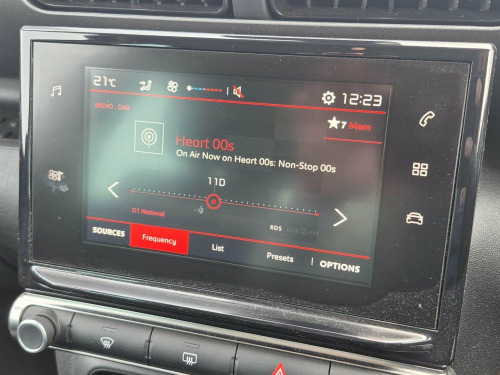 21°C 12:23
RADIO . DAB
7 Mem
Heart 00s
On Air Now on Heart 00s: Non-Stop 00s
11D
D1 National
RDS
SOURCES Frequency List Presets OPTIONS